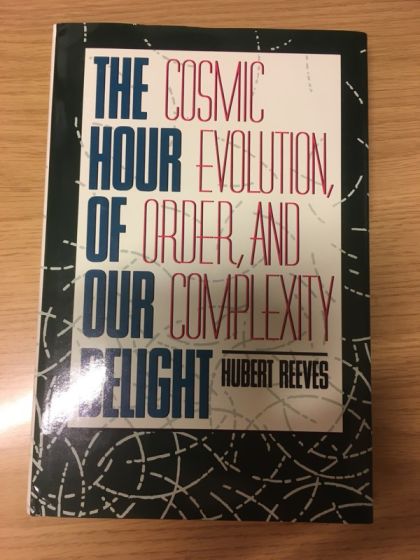 THE COSMIC
HOUR EVOLUTION,
OF ORDER, AND
OUR COMPLEXITY
DELIGHT HUBERT REEVES